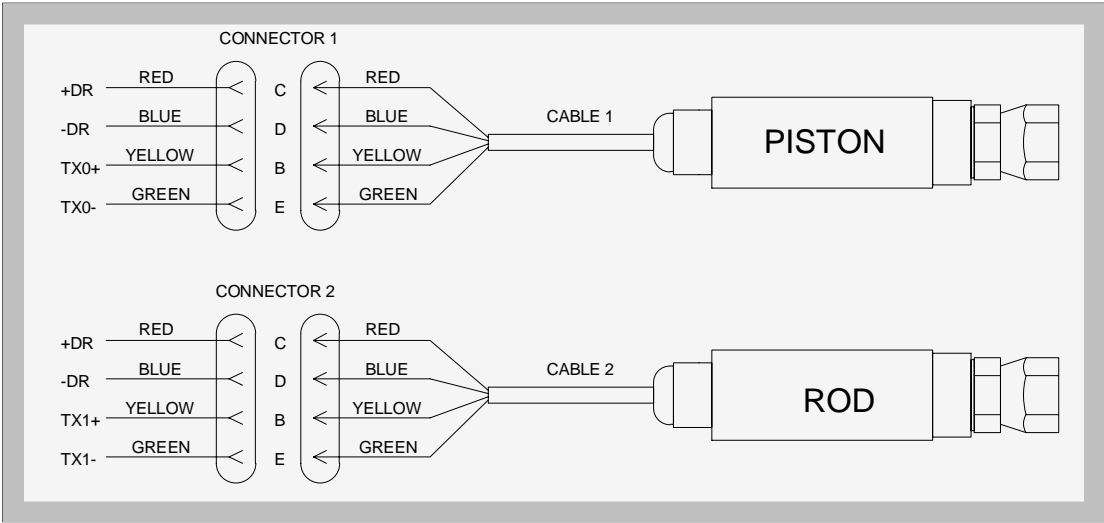 CONNECTOR 1
+DR RED C RED
-DR BLUE D BLUE CABLE 1 PISTON
TX0+ YELLOW B YELLOW
TX0- GREEN E GREEN
CONNECTOR 2
+DR RED C RED
-DR BLUE D BLUE CABLE 2 ROD
TX1+ YELLOW B YELLOW
TX1- GREEN E GREEN